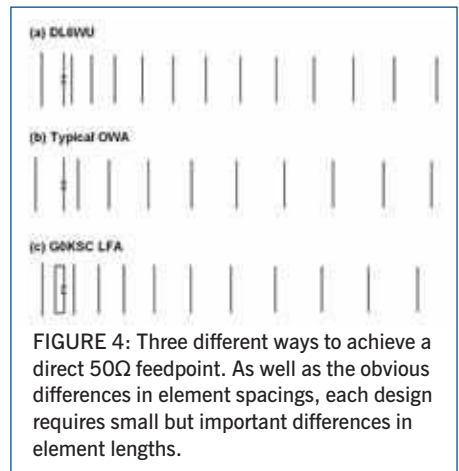 (a) DL6WU
(b) Typical OWA
(c) G0KSC LFA
FIGURE 4: Three different ways to achieve a
direct 50Ω feedpoint. As well as the obvious
differences in element spacings, each design
requires small but important differences in
element lengths.